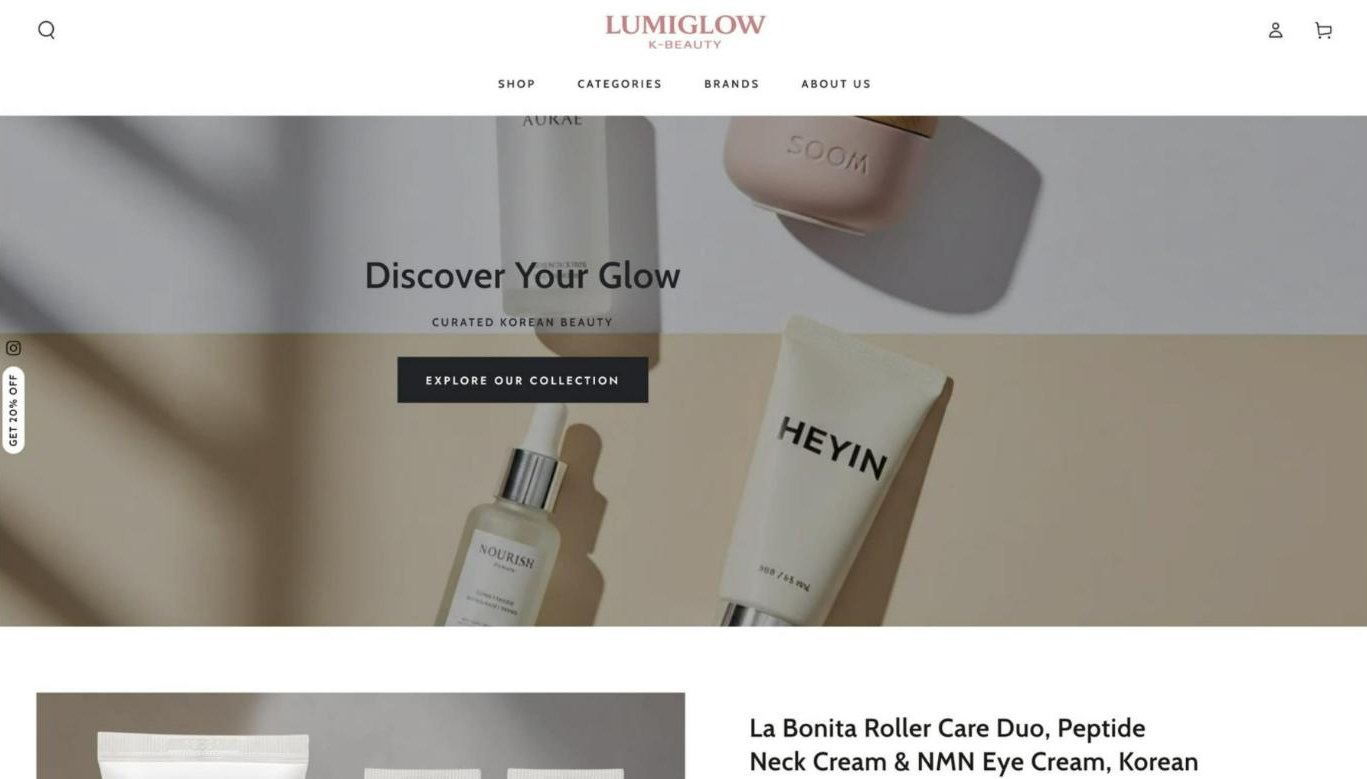 LUMIGLOW
K-BEAUTY
SHOP CATEGORIES BRANDS ABOUT US
AURAE
SOOM
Discover Your Glow
CURATED KOREAN BEAUTY
EXPLORE OUR COLLECTION
GET 20% OFF
HEYIN
NOURISH
La Bonita Roller Care Duo, Peptide
Neck Cream & NMN Eye Cream, Korean